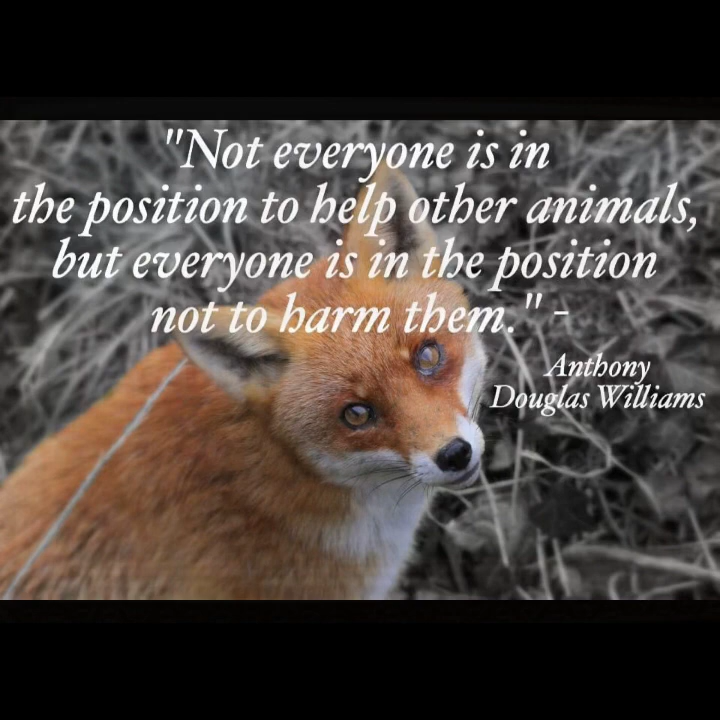 "Not everyone is in
the position to help other animals,
but everyone is in the position
not to harm them." -
Anthony
Douglas Williams